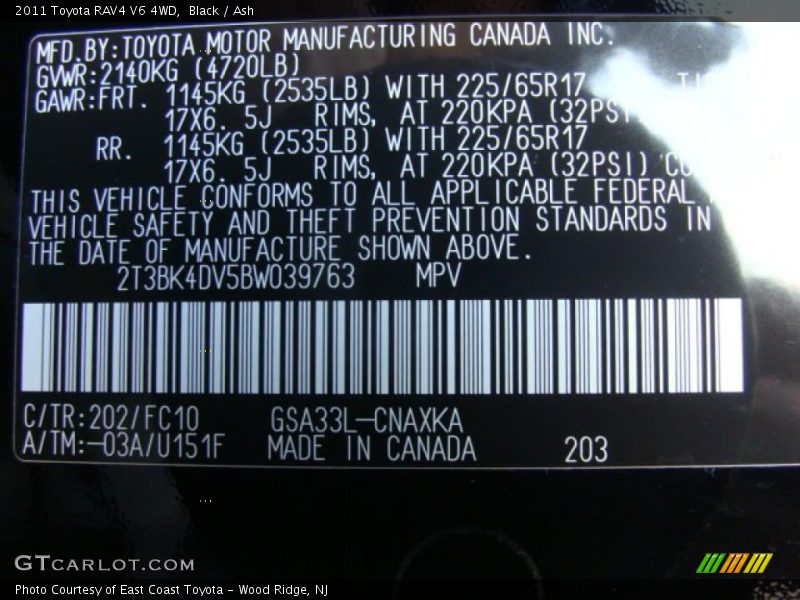 2011 Toyota RAV4 V6 4WD, Black / Ash
MFD.BY:TOYOTA MOTOR MANUFACTURING CANADA INC.
GVWR:2140KG (4720LB)
GAWR:FRT. 1145KG (2535LB) WITH 225/65R17
17X6. 5J RIMS, AT 220KPA (32PSI
RR. 1145KG (2535LB) WITH 225/65R17
17X6. 5J RIMS, AT 220KPA (32PSI)
THIS VEHICLE CONFORMS TO ALL APPLICABLE FEDERAL
VEHICLE SAFETY AND THEFT PREVENTION STANDARDS IN
THE DATE OF MANUFACTURE SHOWN ABOVE.
2T3BK4DV5BW039763 MPV
C/TR:202/FC10 GSA33L-CNAXKA
A/TM:-03A/U151F MADE IN CANADA 203
GTCARLOT.COM
Photo Courtesy of East Coast Toyota - Wood Ridge, NJ